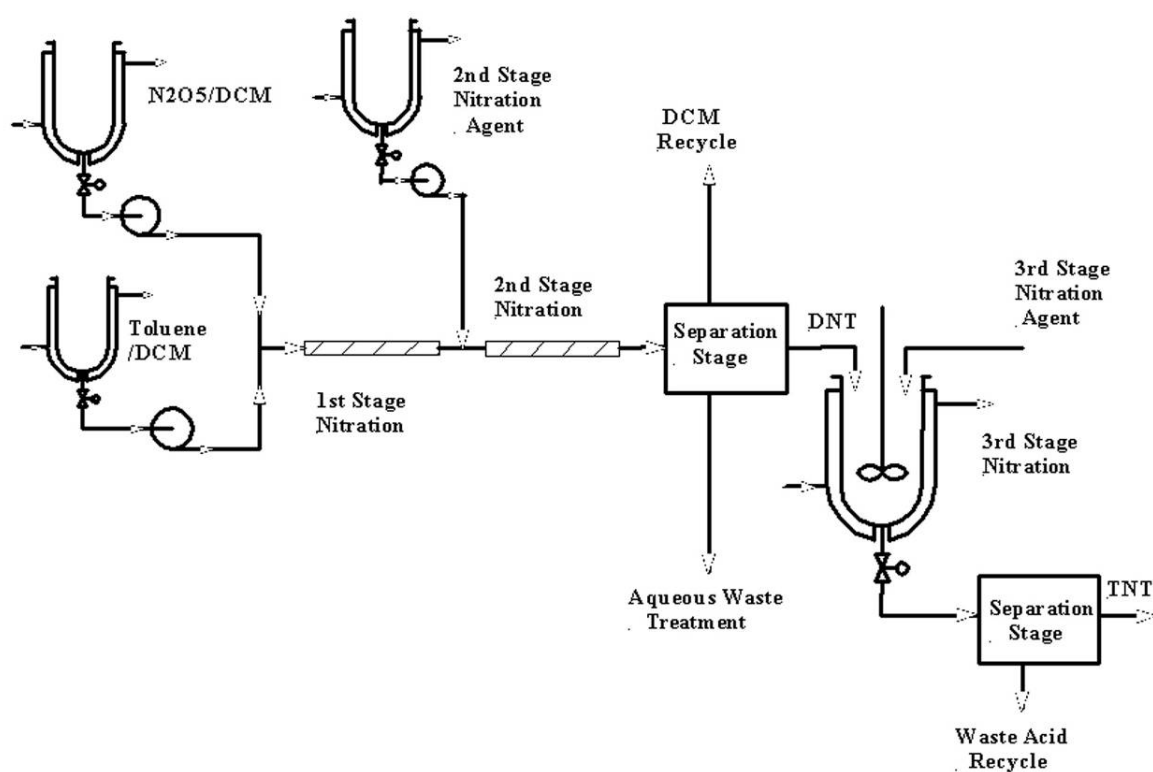 N2O5/DCM
2nd Stage
Nitration
Agent
DCM
Recycle
Toluene
/DCM
2nd Stage
Nitration
3rd Stage
Nitration
Agent
Separation
Stage
DNT
1st Stage
Nitration
3rd Stage
Nitration
Aqueous Waste
Treatment
Separation
Stage
TNT
Waste Acid
Recycle